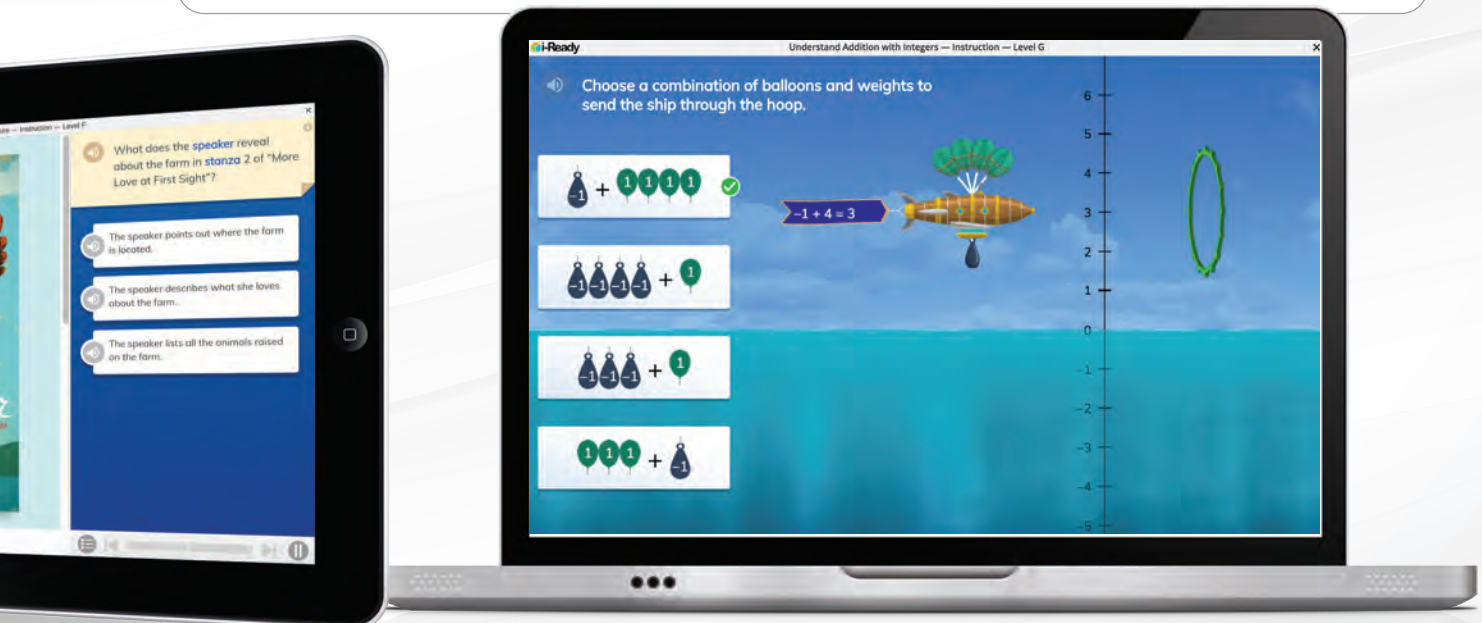 ure — Instruction — Level F
×
What does the speaker reveal
about the farm in stanza 2 of “More
Love at First Sight”?
The speaker points out where the farm
is located.
The speaker describes what she loves
about the farm.
The speaker lists all the animals raised
on the farm.
i-Ready
Understand Addition with Integers — Instruction — Level G
×
Choose a combination of balloons and weights to
send the ship through the hoop.
-1 + 1 1 1 1
-1 -1 -1 -1 + 1
-1 -1 -1 + 1
1 1 1 + -1
−1 + 4 = 3
6
5
4
3
2
1
0
−1
−2
−3
−4
−5